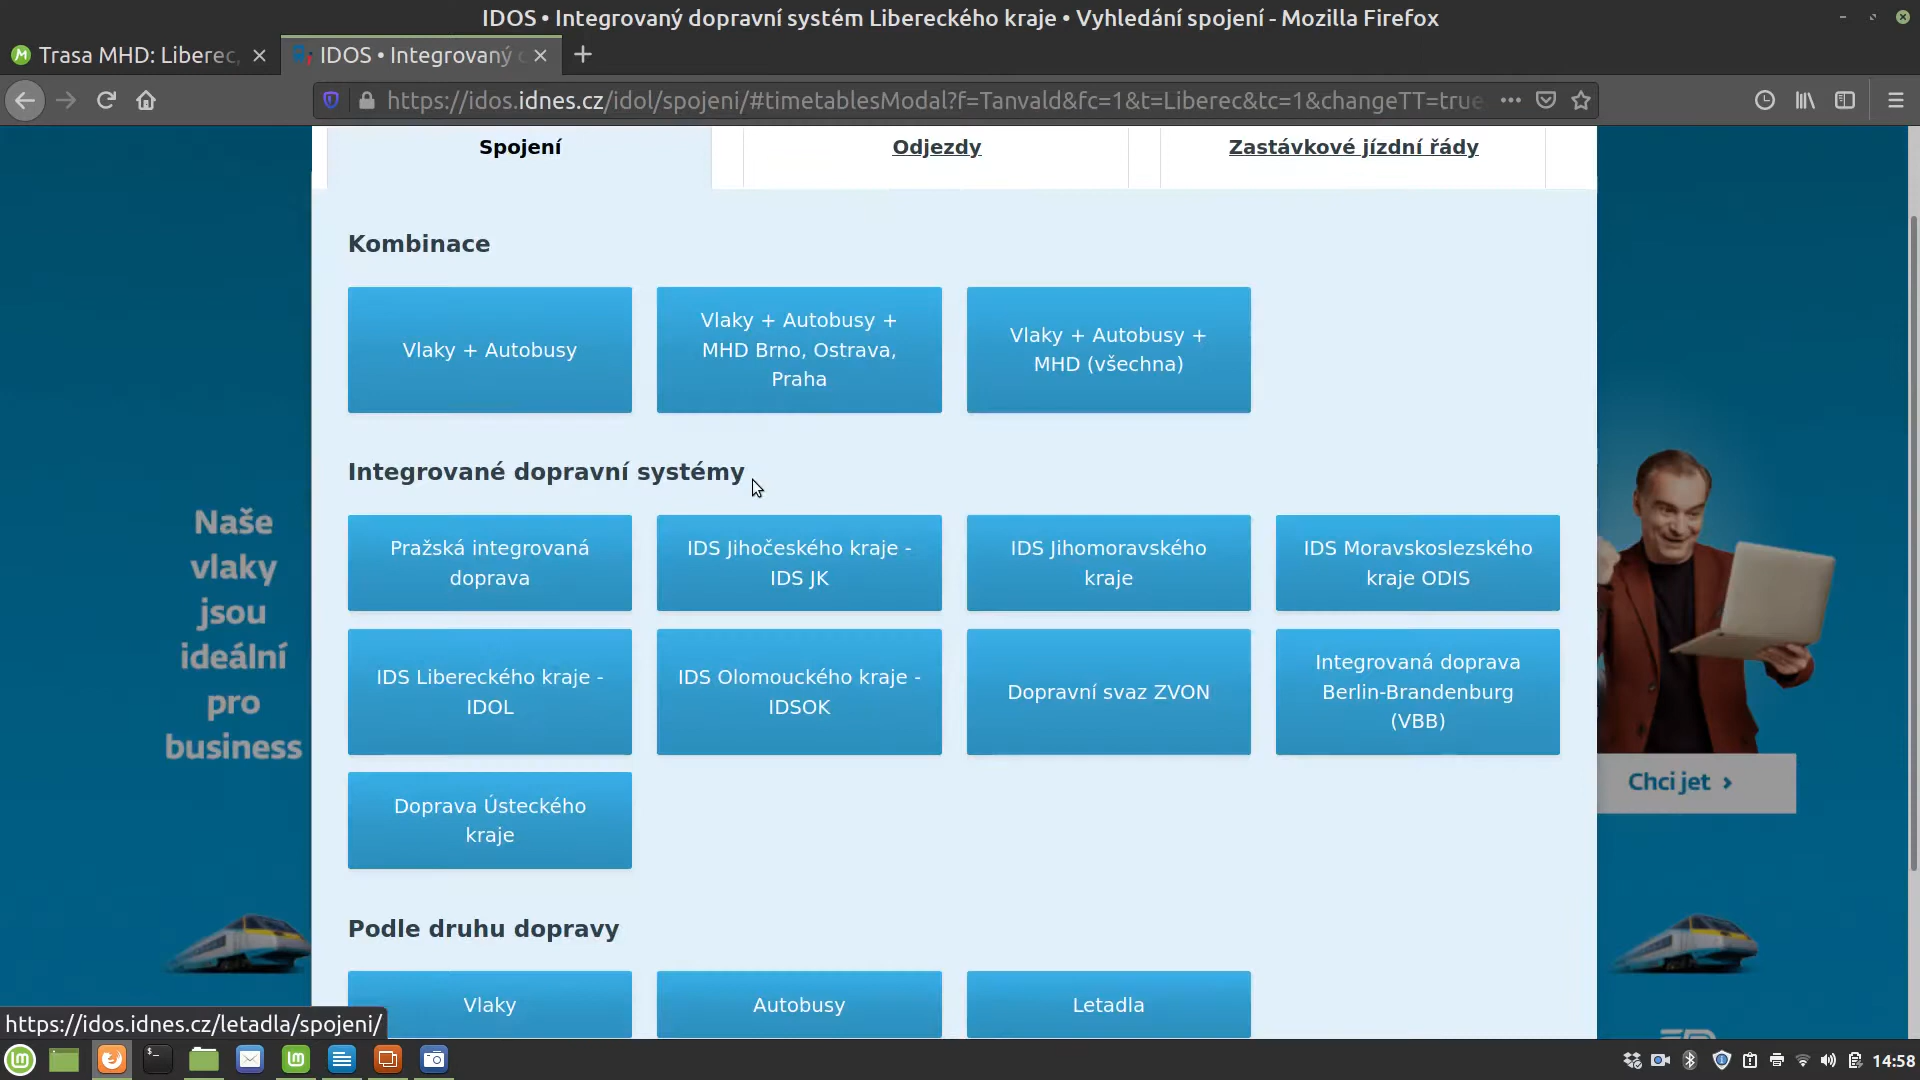 IDOS • Integrovaný dopravní systém Libereckého kraje • Vyhledání spojení - Mozilla Firefox
Trasa MHD: Liberec,
IDOS • Integrovaný
https://idos.idnes.cz/idol/spojeni/#timetablesModal?f=Tanvald&fc=1&t=Liberec&tc=1&changeTT=true
Spojení
Odjezdy
Zastávkové jízdní řády
Kombinace
Vlaky + Autobusy
Vlaky + Autobusy +
MHD Brno, Ostrava,
Praha
Vlaky + Autobusy +
MHD (všechna)
Integrované dopravní systémy
Pražská integrovaná
doprava
IDS Jihočeského kraje -
IDS JK
IDS Jihomoravského
kraje
IDS Moravskoslezského
kraje ODIS
IDS Libereckého kraje -
IDOL
IDS Olomouckého kraje -
IDSOK
Dopravní svaz ZVON
Integrovaná doprava
Berlin-Brandenburg
(VBB)
Doprava Ústeckého
kraje
Podle druhu dopravy
Vlaky
Autobusy
Letadla
Naše
vlaky
jsou
ideální
pro
business
Chci jet >
https://idos.idnes.cz/letadla/spojeni/
14:58